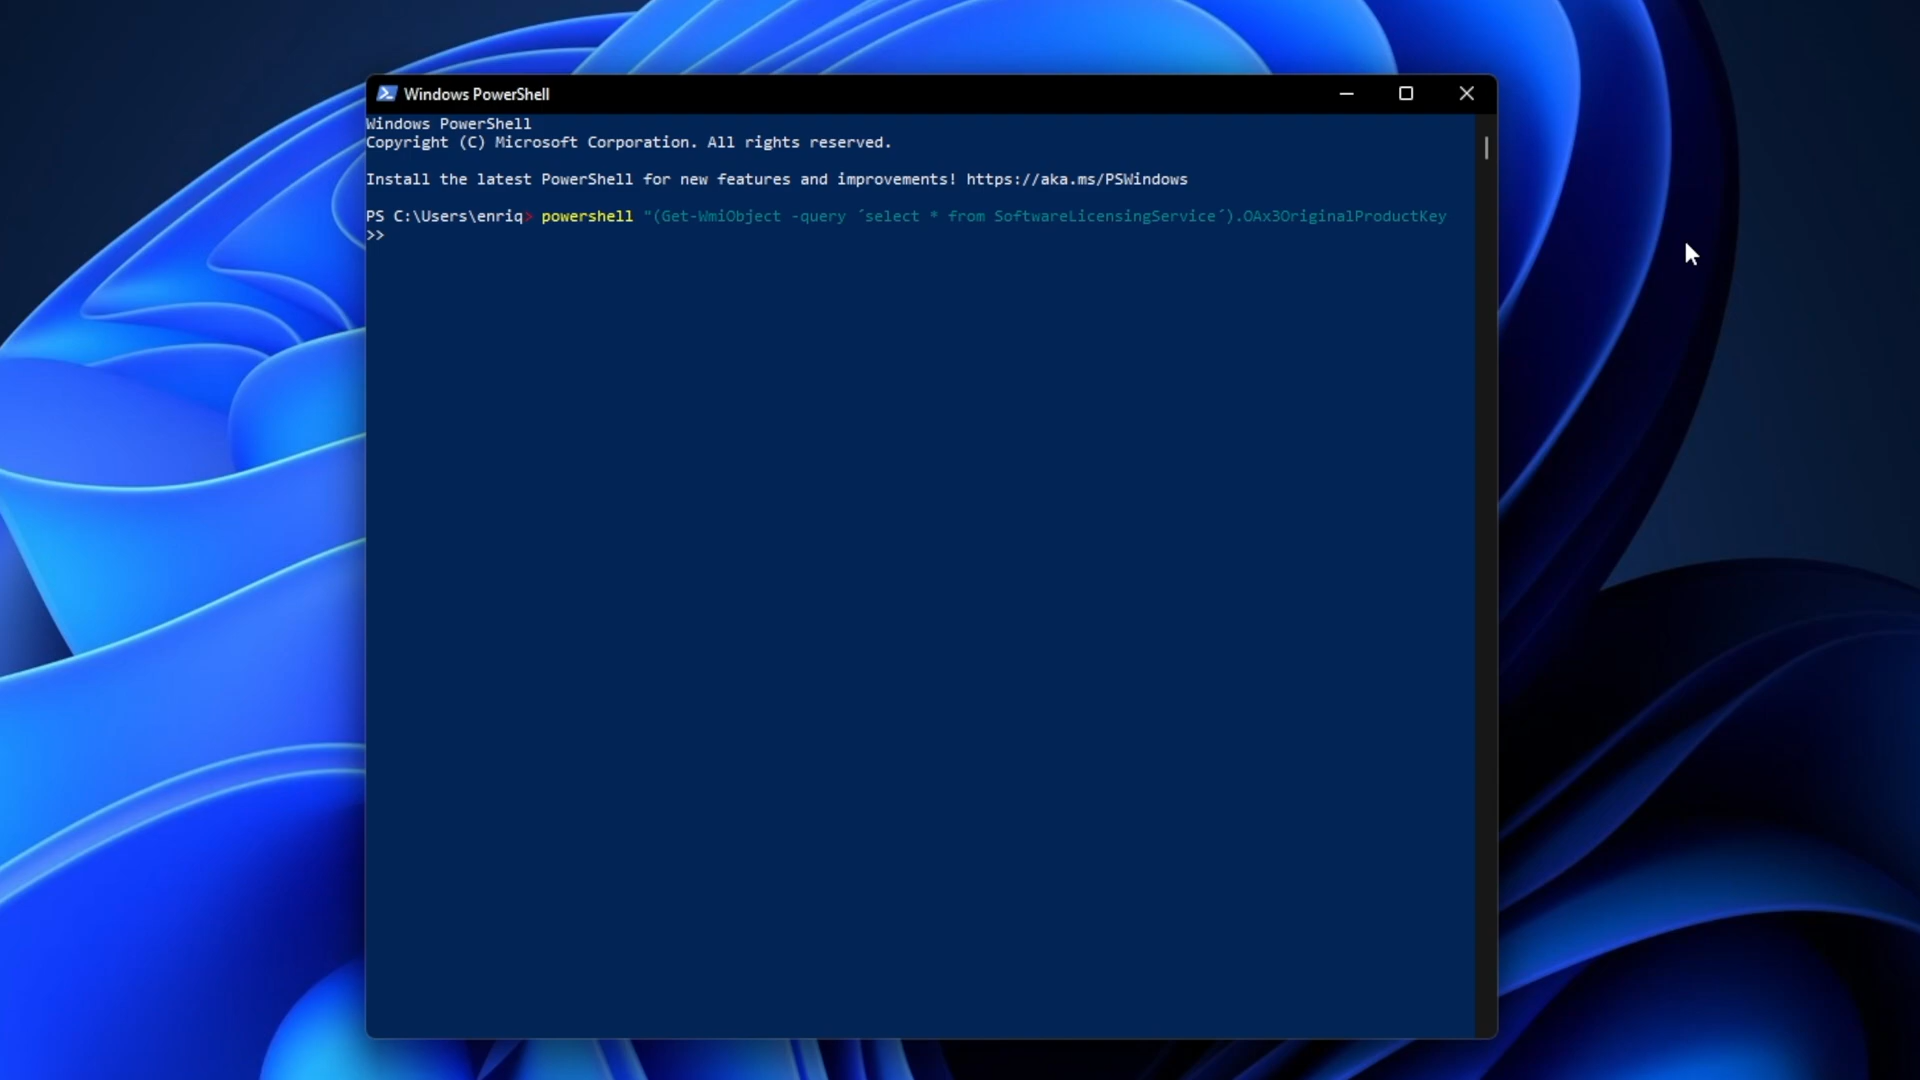 Windows PowerShell
Windows PowerShell
Copyright (C) Microsoft Corporation. All rights reserved.
Install the latest PowerShell for new features and improvements! https://aka.ms/PSWindows
PS C:\Users\enriq> powershell "(Get-WmiObject -query ´select * from SoftwareLicensingService´).OAx3OriginalProductKey
>>